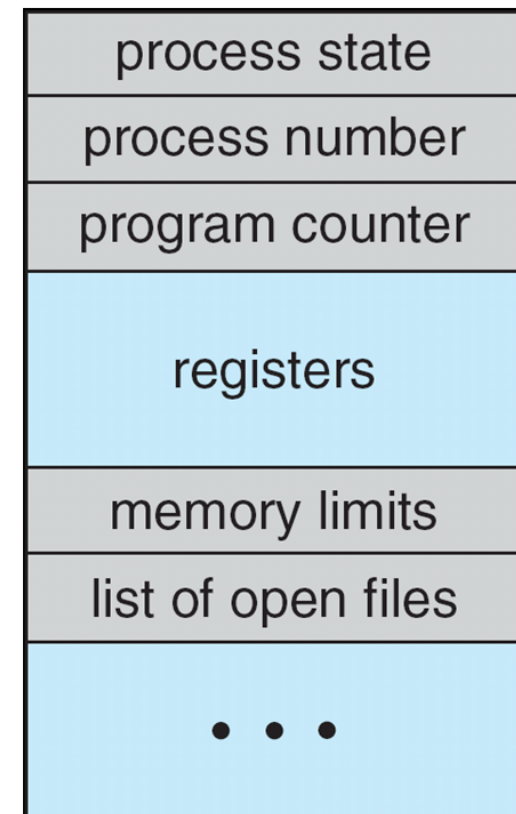 process state
process number
program counter
registers
memory limits
list of open files
• • •